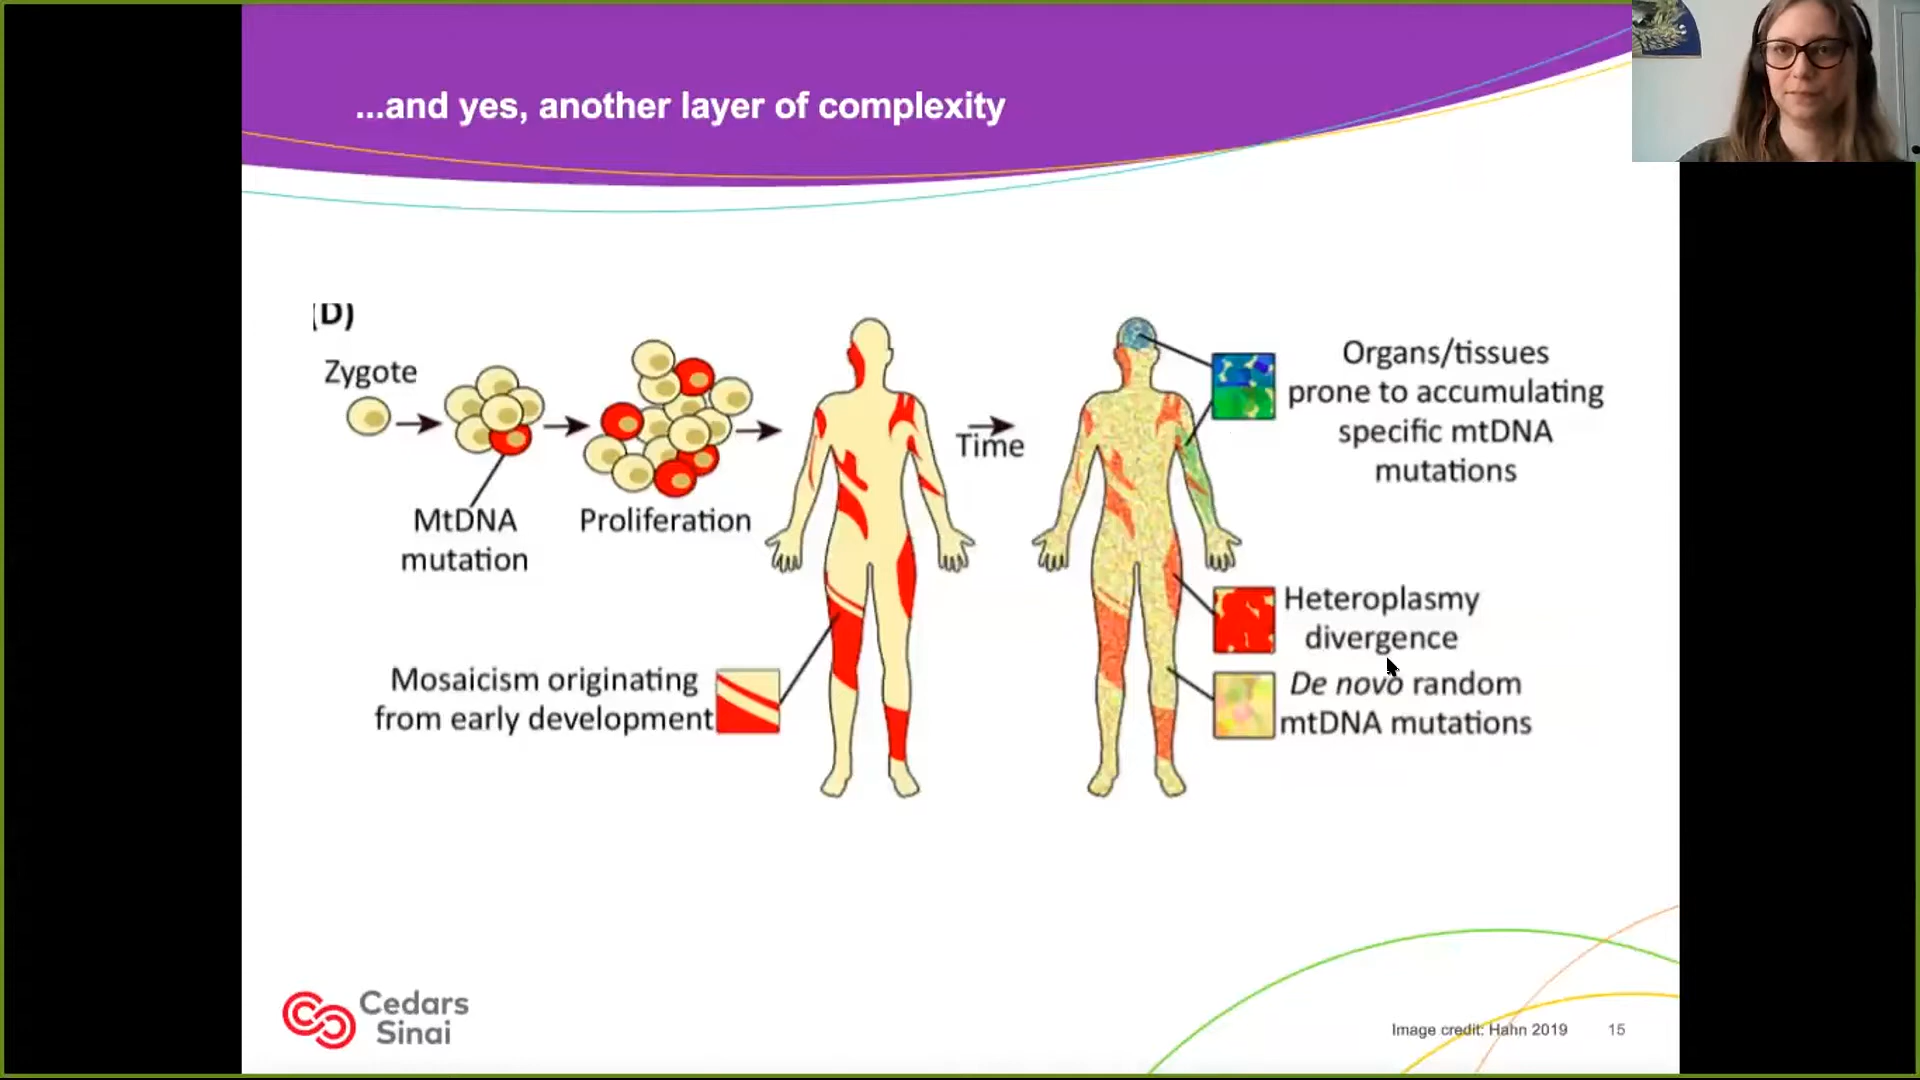 ...and yes, another layer of complexity
(D)
Zygote
MtDNA
mutation
Proliferation
Mosaicism originating
from early development
Time
Organs/tissues
prone to accumulating
specific mtDNA
mutations
Heteroplasmy
divergence
De novo random
mtDNA mutations
Cedars
Sinai
Image credit: Hahn 2019
15